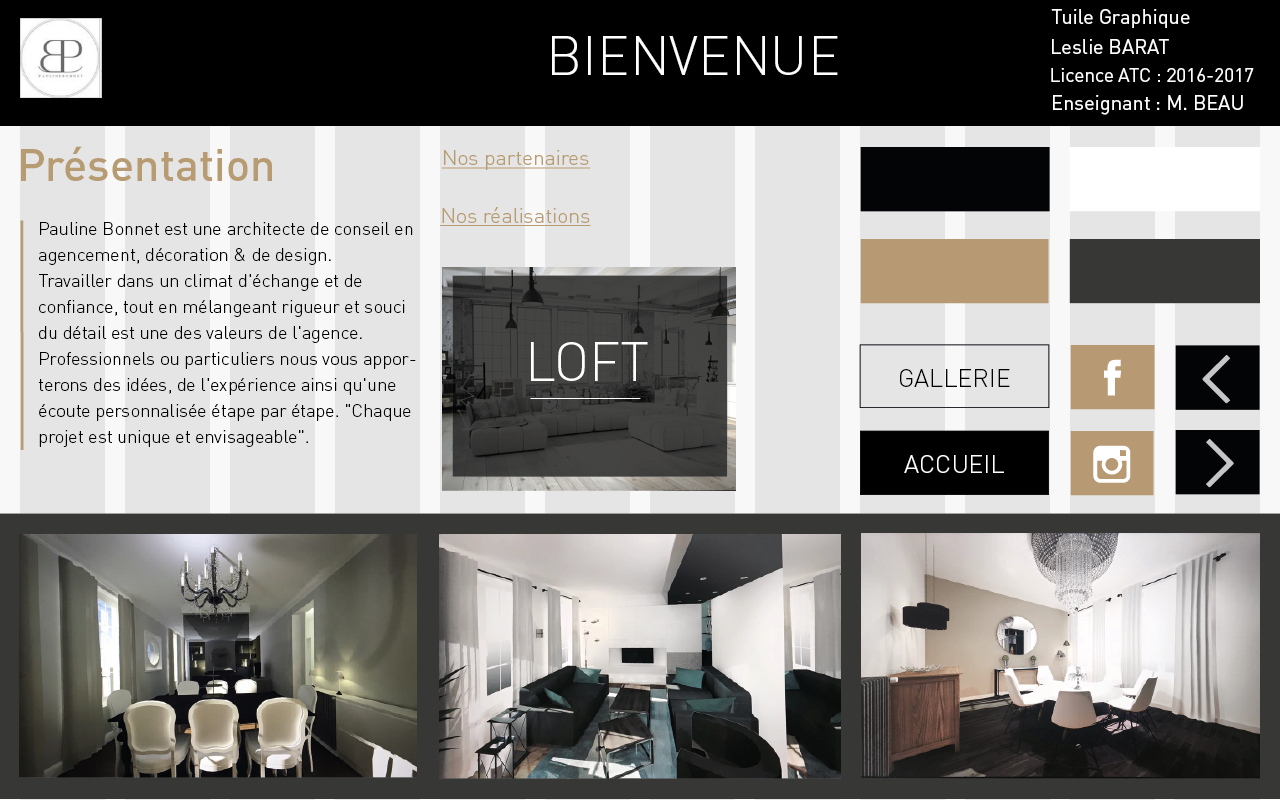 BP
PAULINEBONNET
BIENVENUE
Tuile Graphique
Leslie BARAT
Licence ATC : 2016-2017
Enseignant : M. BEAU
Présentation
Pauline Bonnet est une architecte de conseil en
agencement, décoration & de design.
Travailler dans un climat d'échange et de
confiance, tout en mélangeant rigueur et souci
du détail est une des valeurs de l'agence.
Professionnels ou particuliers nous vous appor-
terons des idées, de l'expérience ainsi qu'une
écoute personnalisée étape par étape. "Chaque
projet est unique et envisageable".
Nos partenaires
Nos réalisations
LOFT
GALLERIE
ACCUEIL